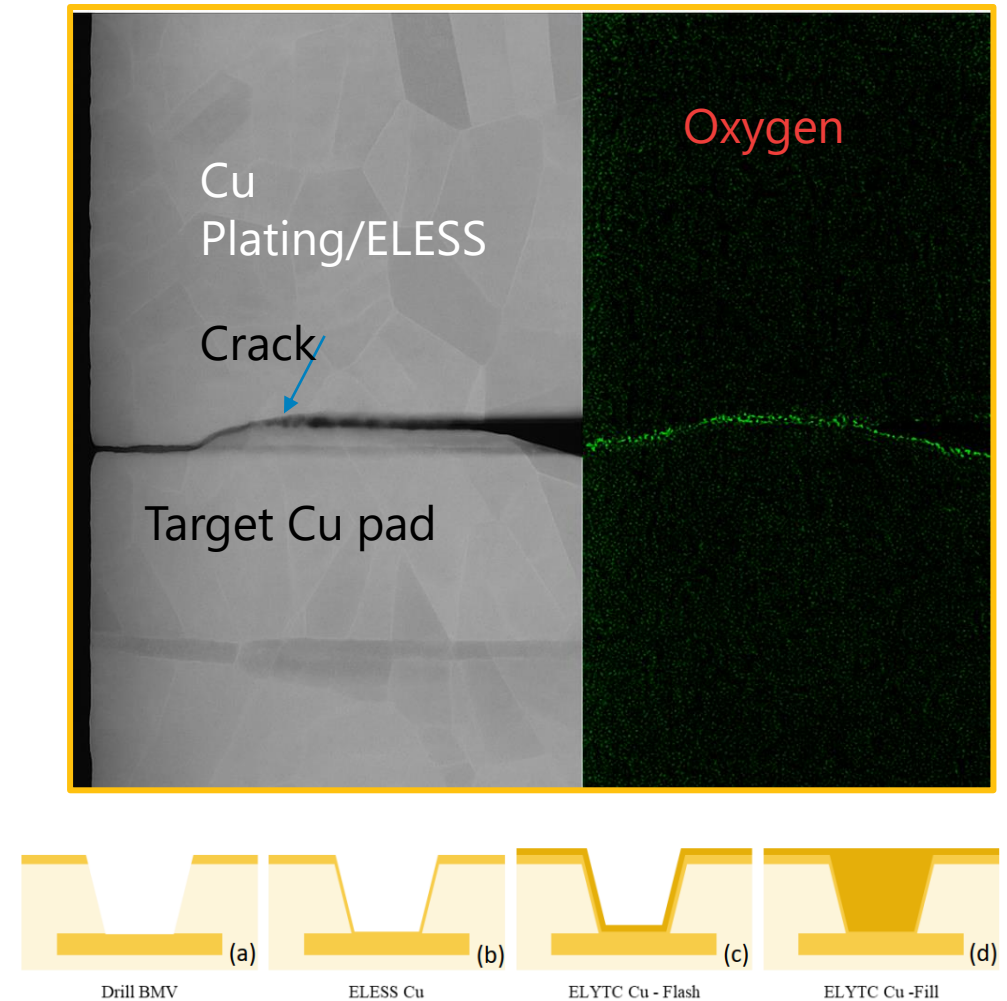 Oxygen
Cu
Plating/ELESS
Crack
Target Cu pad
(a)
(b)
(c)
(d)
Drill BMV
ELESS Cu
ELYTC Cu - Flash
ELYTC Cu -Fill